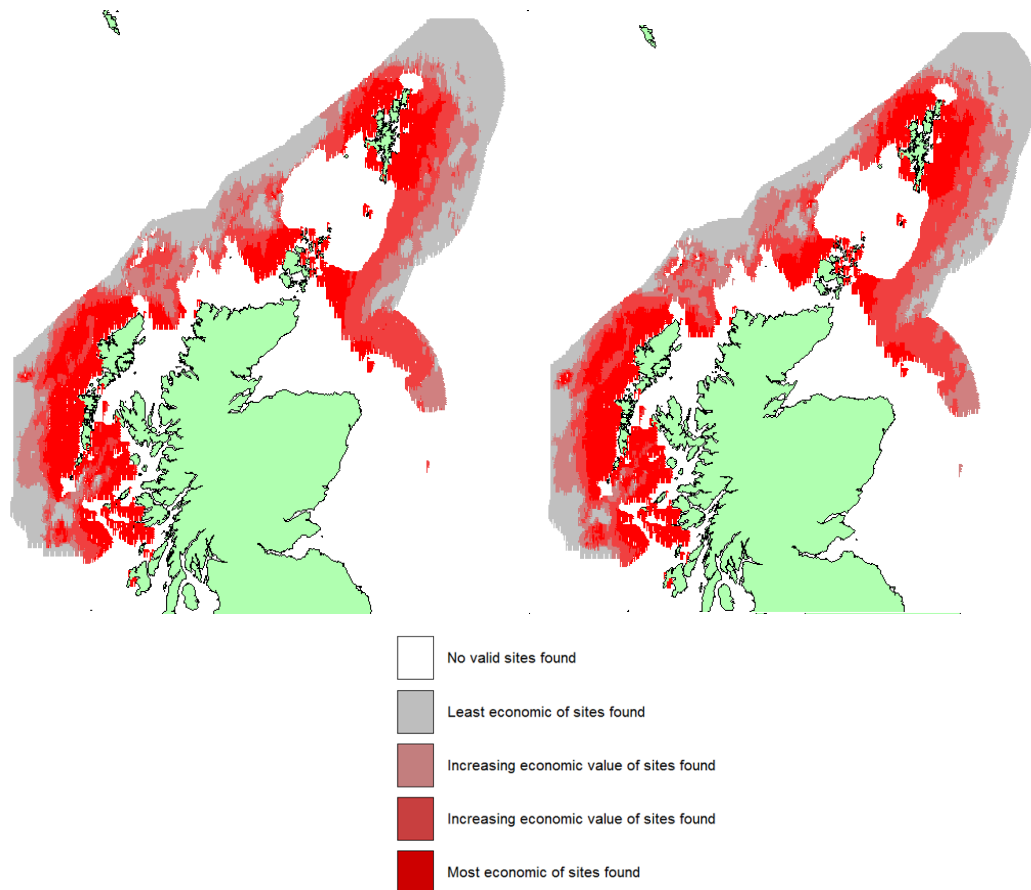 No valid sites found
Least economic of sites found
Increasing economic value of sites found
Increasing economic value of sites found
Most economic of sites found